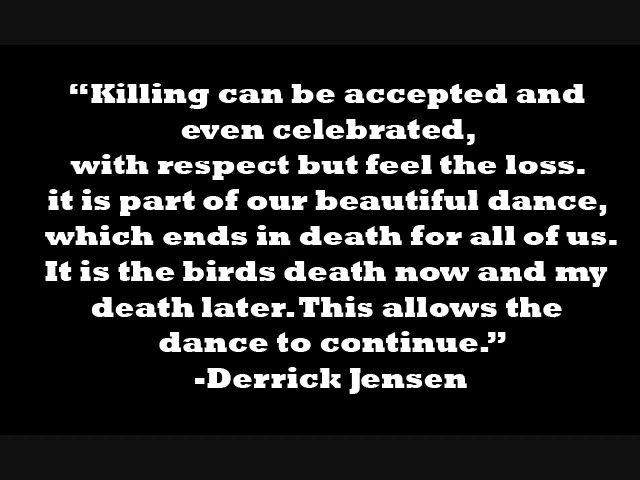 “Killing can be accepted and
even celebrated,
with respect but feel the loss.
it is part of our beautiful dance,
which ends in death for all of us.
It is the birds death now and my
death later. This allows the
dance to continue.”
-Derrick Jensen